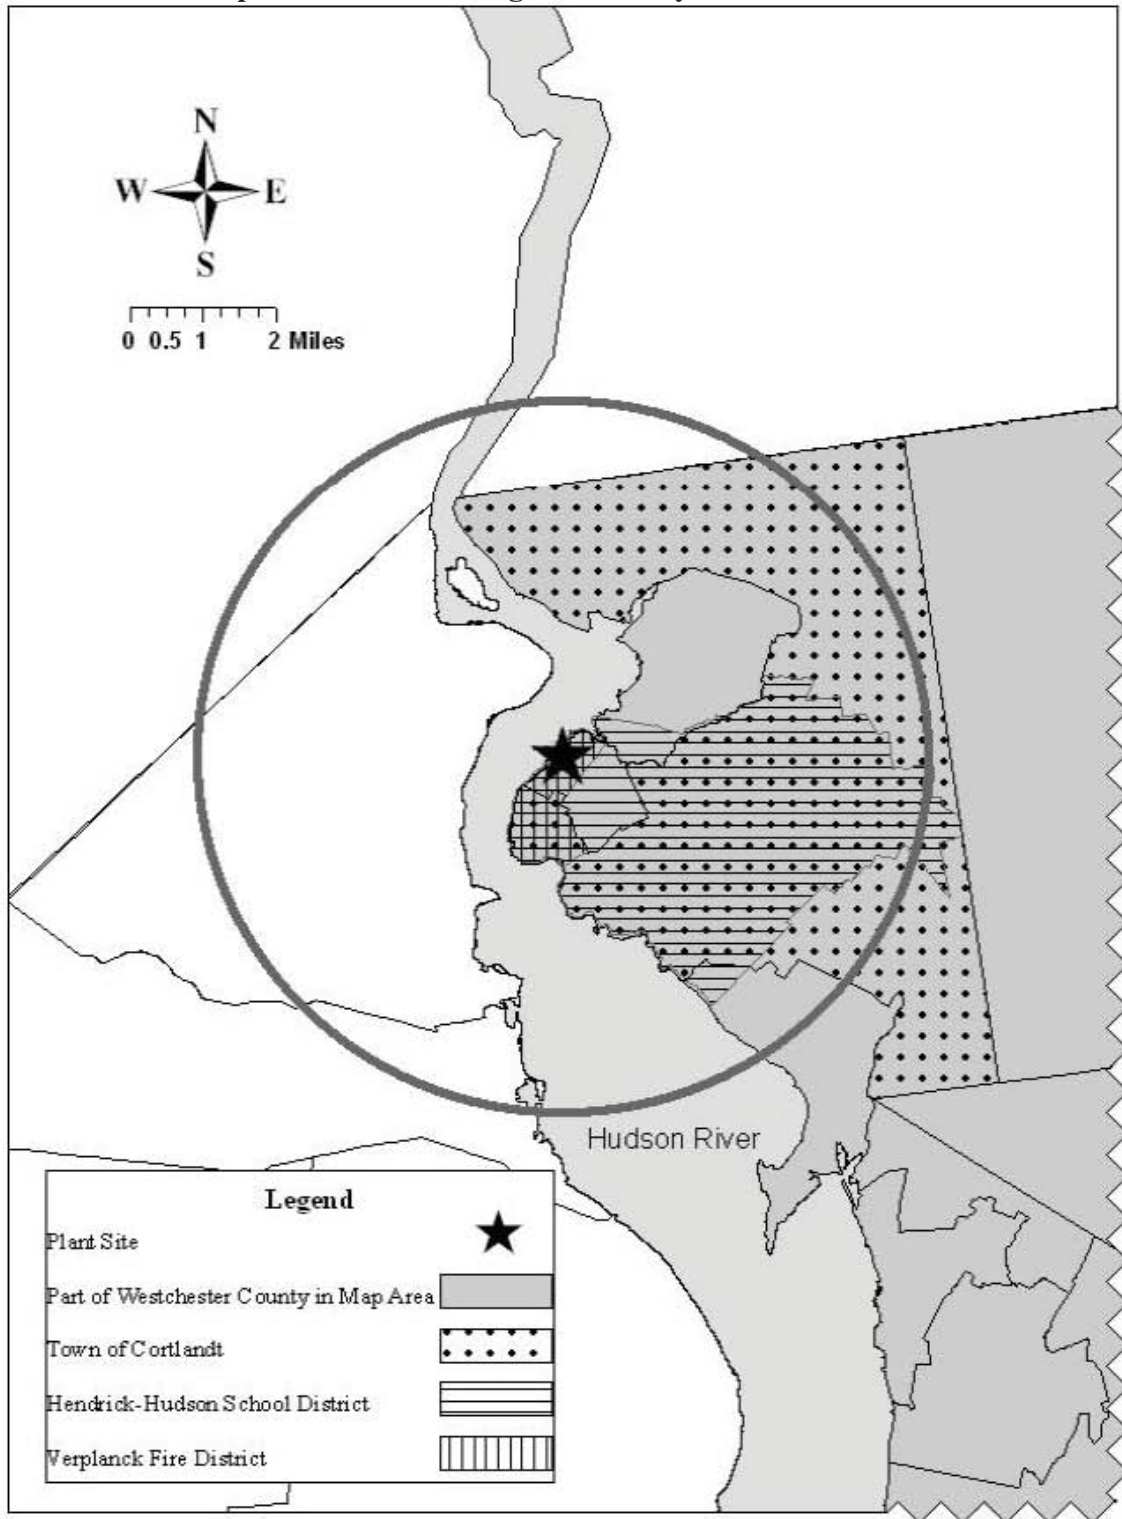 N
W E
S
0 0.5 1 2 Miles
Hudson River
Legend
Plant Site
Part of Westchester County in Map Area
Town of Cortlandt
Hendrick-Hudson School District
Verplanck Fire District